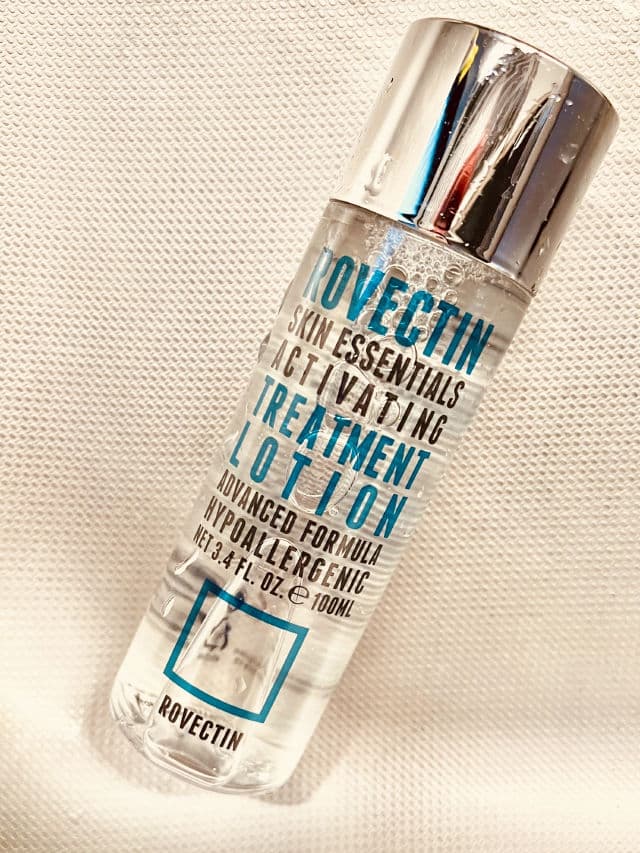 ROVECTIN
SKIN ESSENTIALS
ACTIVATING
TREATMENT
LOTION
ADVANCED FORMULA
HYPOALLERGENIC
NET 3.4 FL. OZ. ℮ 100ML
ROVECTIN